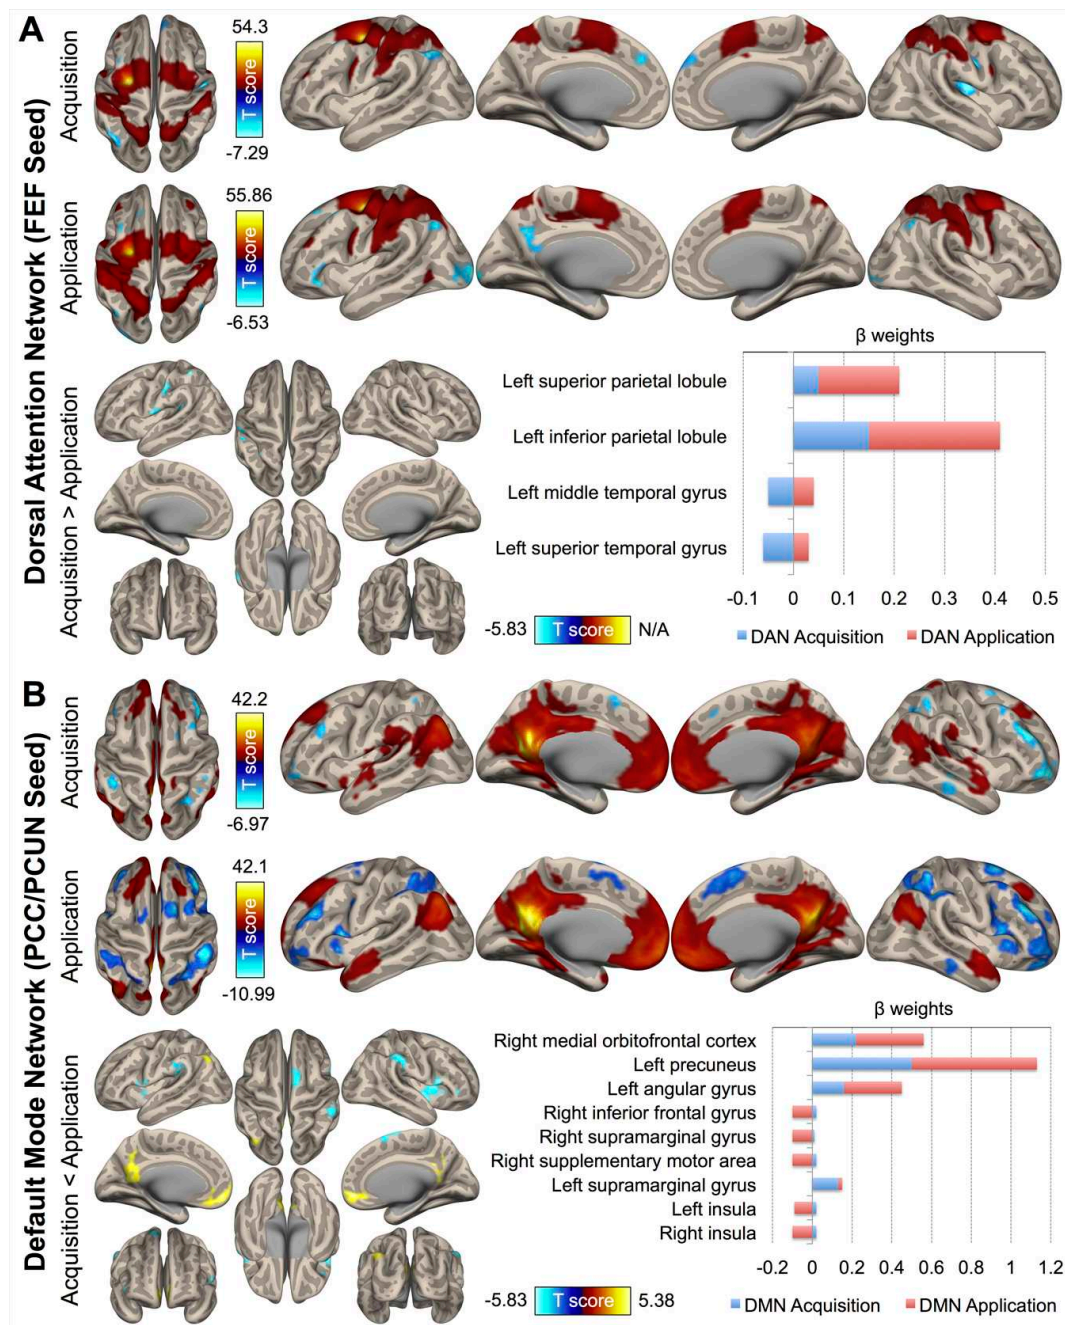 A
Dorsal Attention Network (FEF Seed)
Acquisition
54.3
T score
-7.29
Application
55.86
T score
-6.53
Acquisition > Application
-5.83
T score
N/A
β weights
Left superior parietal lobule
Left inferior parietal lobule
Left middle temporal gyrus
Left superior temporal gyrus
-0.1 0 0.1 0.2 0.3 0.4 0.5
DAN Acquisition DAN Application
B
Default Mode Network (PCC/PCUN Seed)
Acquisition
42.2
T score
-6.97
Application
42.1
T score
-10.99
Acquisition < Application
-5.83
T score
5.38
β weights
Right medial orbitofrontal cortex
Left precuneus
Left angular gyrus
Right inferior frontal gyrus
Right supramarginal gyrus
Right supplementary motor area
Left supramarginal gyrus
Left insula
Right insula
-0.2 0 0.2 0.4 0.6 0.8 1 1.2
DMN Acquisition DMN Application